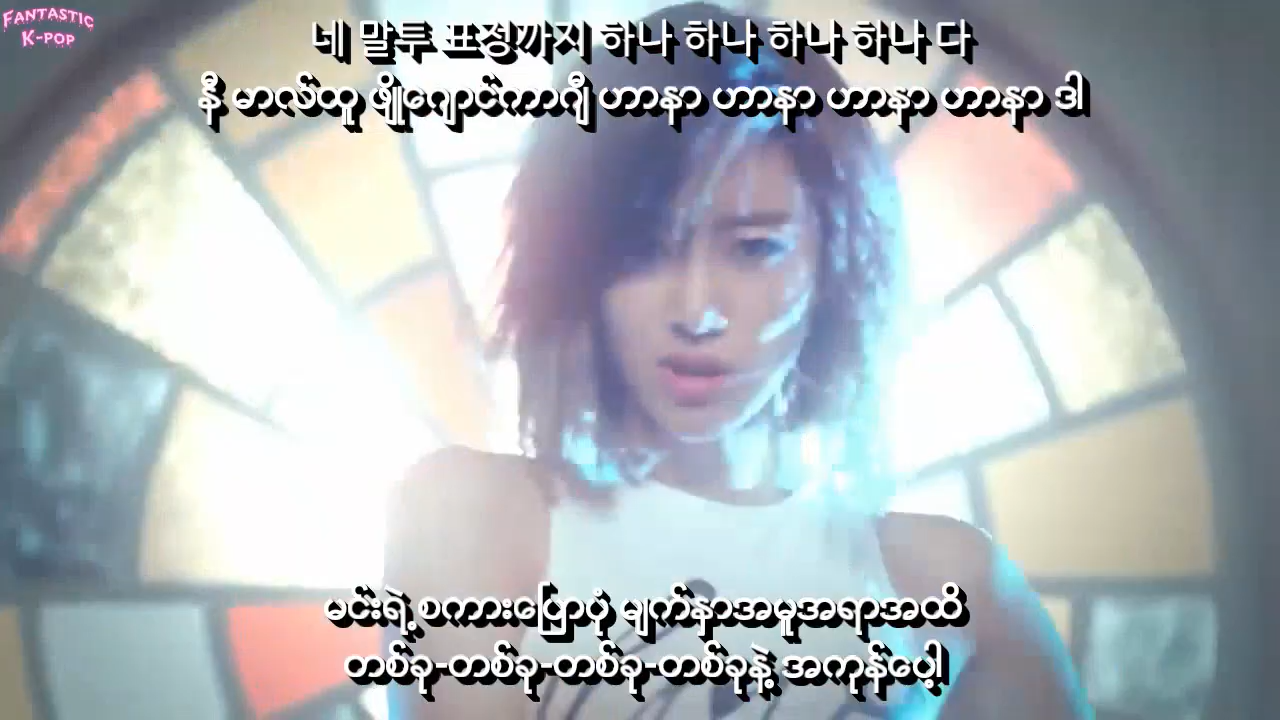 FANTASTIC
K-POP
네 말투 표정까지 하나 하나 하나 하나 다
နီ မာလ်ထူ ဖျိုဂျောင်ကာဂျီ ဟာနာ ဟာနာ ဟာနာ ဟာနာ ဒါ
မင်းရဲ့ စကားပြောပုံ မျက်နှာအမူအရာအထိ
တစ်ခု-တစ်ခု-တစ်ခု-တစ်ခုနဲ့ အကုန်ပေါ့